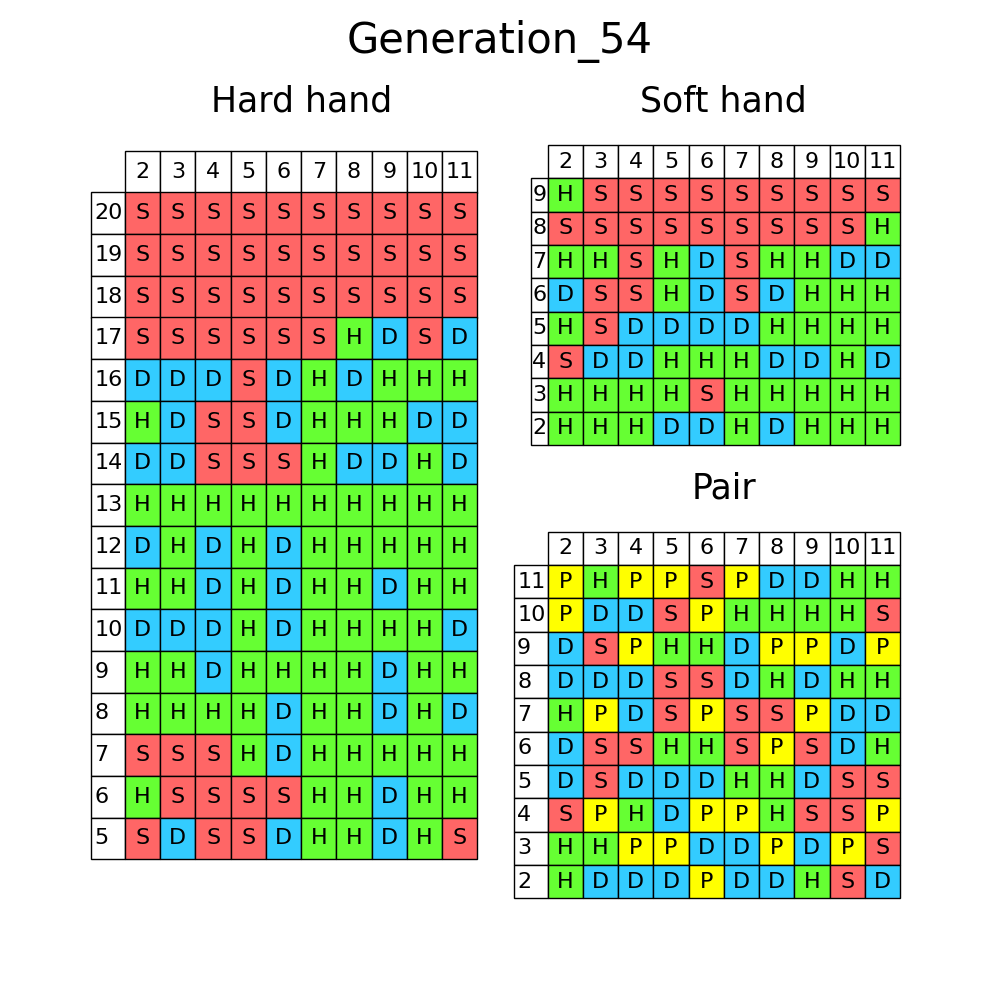 Generation_54
Hard hand
2 3 4 5 6 7 8 9 10 11
20 S S S S S S S S S S
19 S S S S S S S S S S
18 S S S S S S S S S S
17 S S S S S S H D S D
16 D D D S D H D H H H
15 H D S S D H H H D D
14 D D S S S H D D H D
13 H H H H H H H H H H
12 D H D H D H H H H H
11 H H D H D H H D H H
10 D D D H D H H H H D
9 H H D H H H H D H H
8 H H H H D H H D H D
7 S S S H D H H H H H
6 H S S S S H H D H H
5 S D S S D H H D H S
Soft hand
2 3 4 5 6 7 8 9 10 11
9 H S S S S S S S S S
8 S S S S S S S S S H
7 H H S H D S H H D D
6 D S S H D S D H H H
5 H S D D D D H H H H
4 S D D H H H D D H D
3 H H H H S H H H H H
2 H H H D D H D H H H
Pair
2 3 4 5 6 7 8 9 10 11
11 P H P P S P D D H H
10 P D D S P H H H H S
9 D S P H H D P P D P
8 D D D S S D H D H H
7 H P D S P S S P D D
6 D S S H H S P S D H
5 D S D D D H H D S S
4 S P H D P P H S S P
3 H H P P D D P D P S
2 H D D D P D D H S D